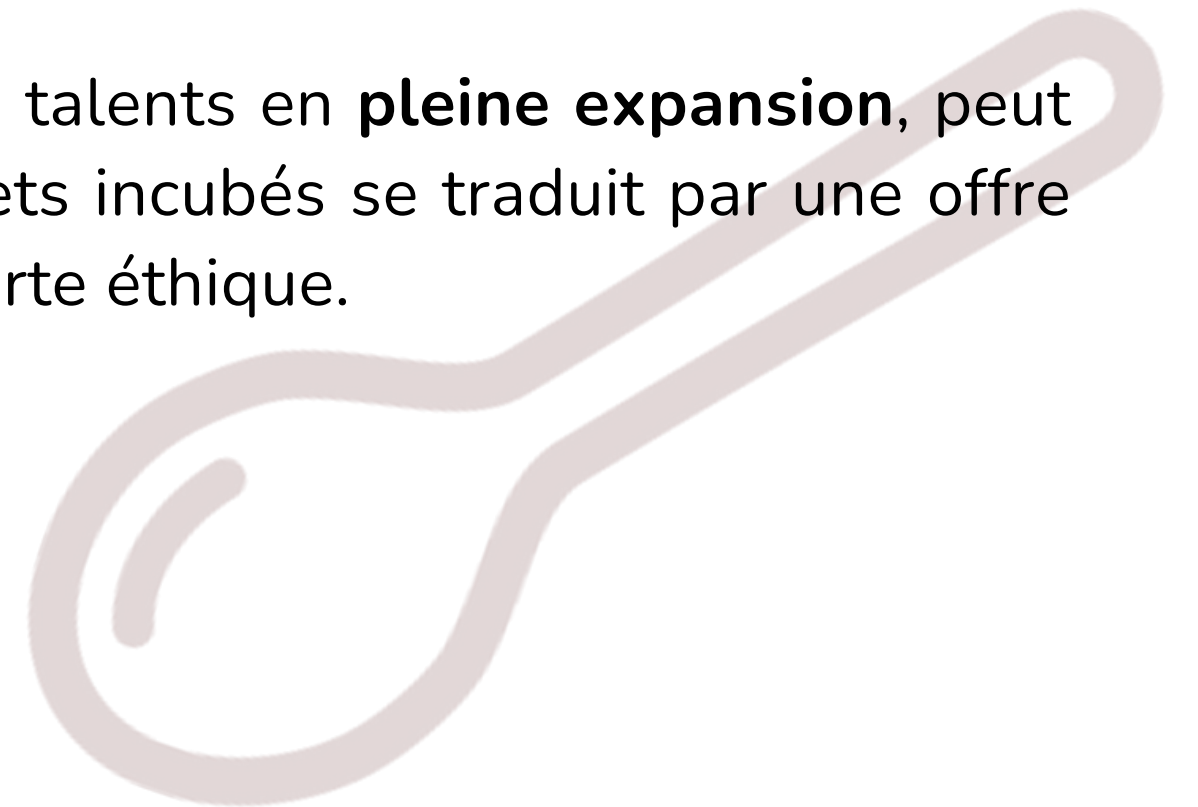 talents en pleine expansion, peut
ets incubés se traduit par une offre
rte éthique.